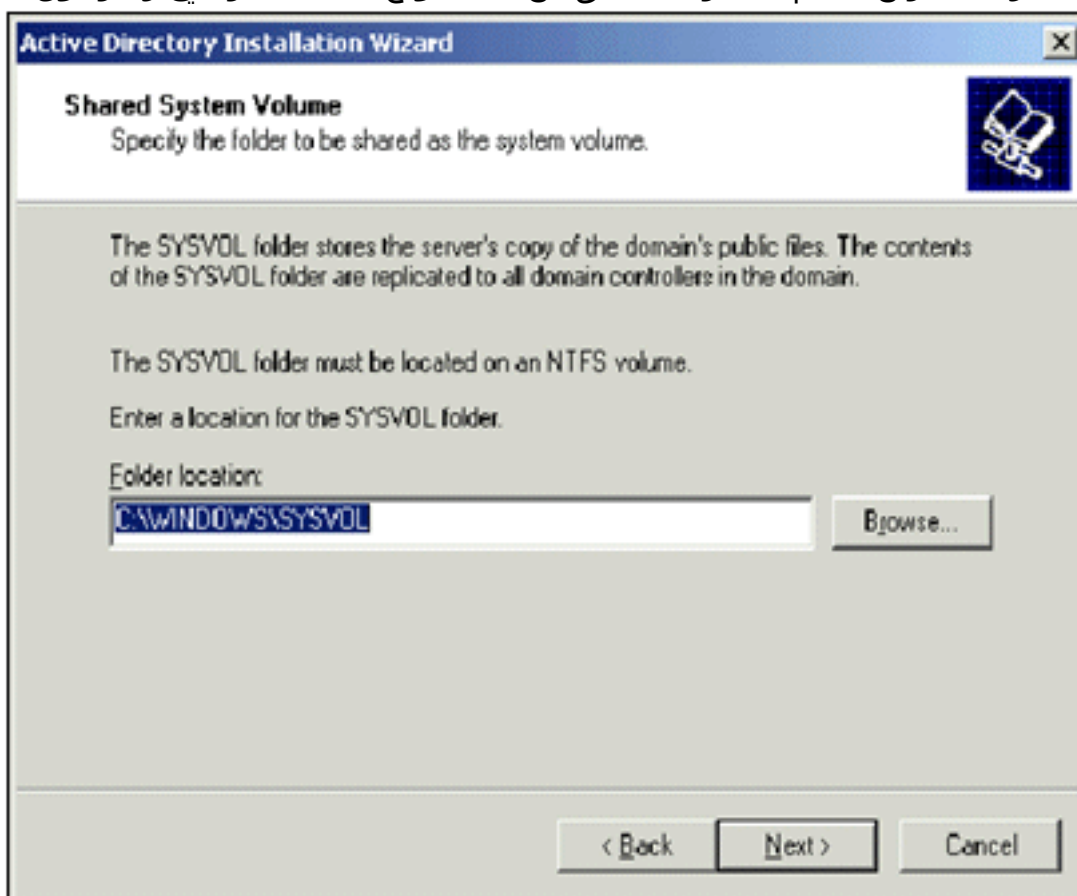 Active Directory Installation Wizard
Shared System Volume
Specify the folder to be shared as the system volume.
The SYSVOL folder stores the server's copy of the domain's public files. The contents
of the SYSVOL folder are replicated to all domain controllers in the domain.
The SYSVOL folder must be located on an NTFS volume.
Enter a location for the SYSVOL folder.
Folder location:
C:\WINDOWS\SYSVOL
Browse...
< Back
Next >
Cancel